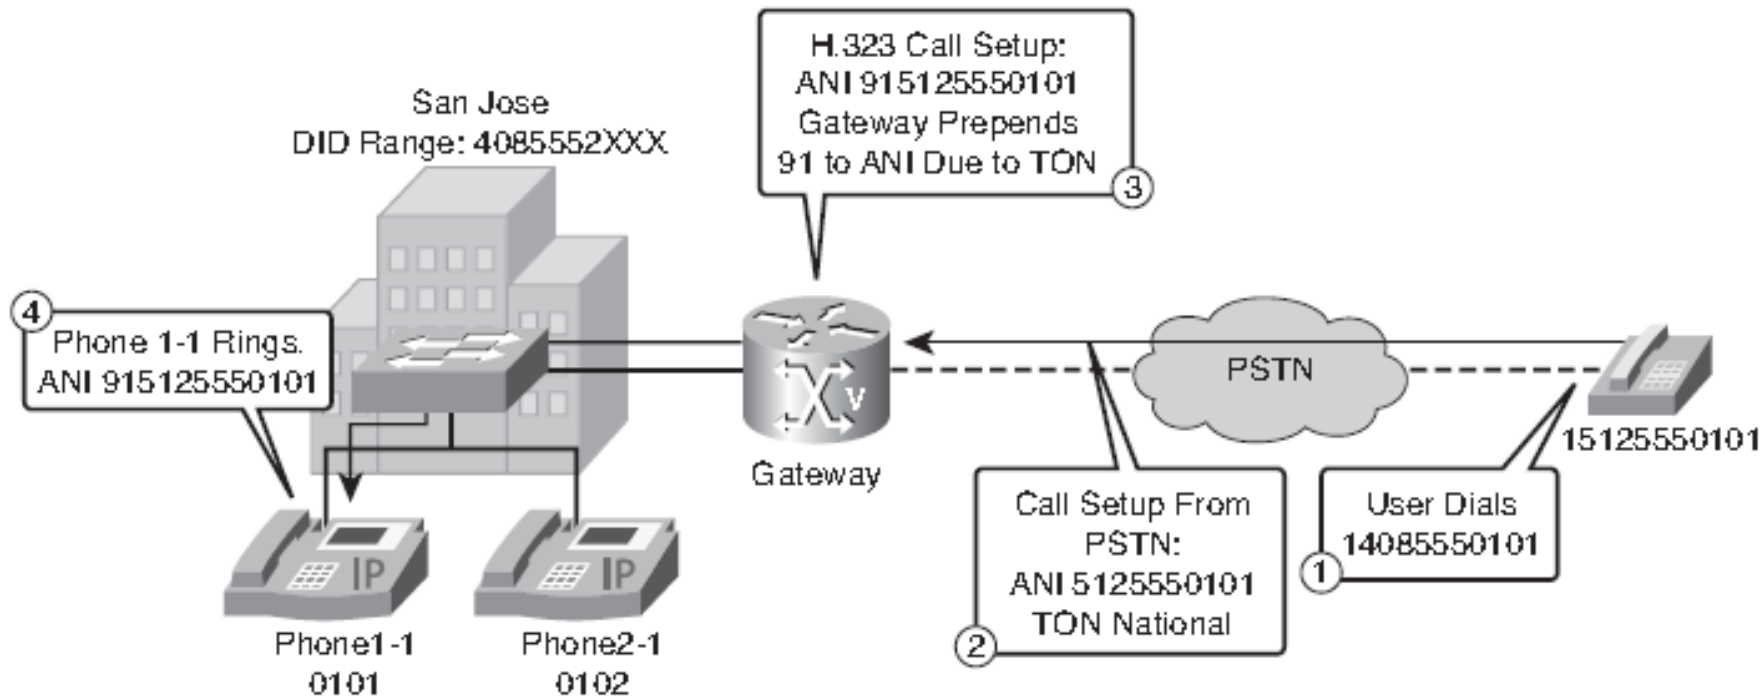 H.323 Call Setup:
ANI 915125550101
Gateway Prepends
91 to ANI Due to TON
3
San Jose
DID Range: 4085552XXX
4
Phone 1-1 Rings.
ANI 915125550101
PSTN
V
15125550101
Gateway
Call Setup From
PSTN:
ANI 5125550101
TON National
2
User Dials
14085550101
1
IP
IP
Phone1-1
0101
Phone2-1
0102